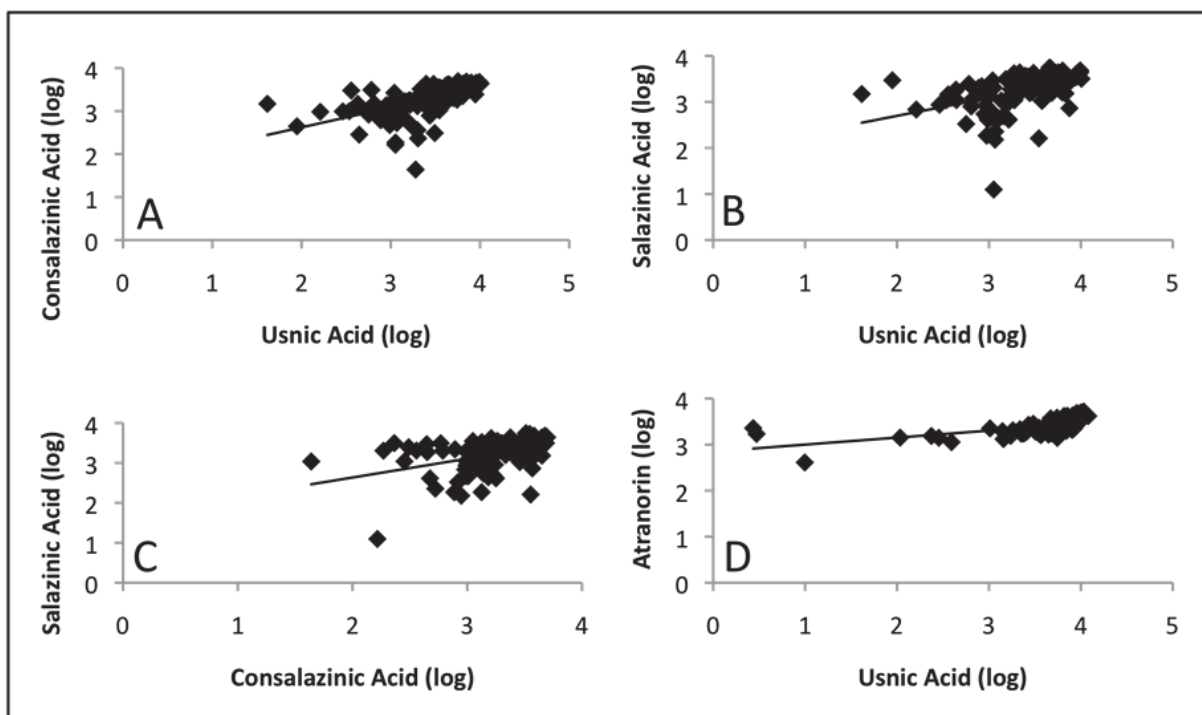 Consalazinic Acid (log)
4
3
2
1
0
A
0 1 2 3 4 5
Usnic Acid (log)
Salazinic Acid (log)
4
3
2
1
0
B
0 1 2 3 4 5
Usnic Acid (log)
Salazinic Acid (log)
4
3
2
1
0
C
0 1 2 3 4
Consalazinic Acid (log)
Atranorin (log)
4
3
2
1
0
D
0 1 2 3 4 5
Usnic Acid (log)